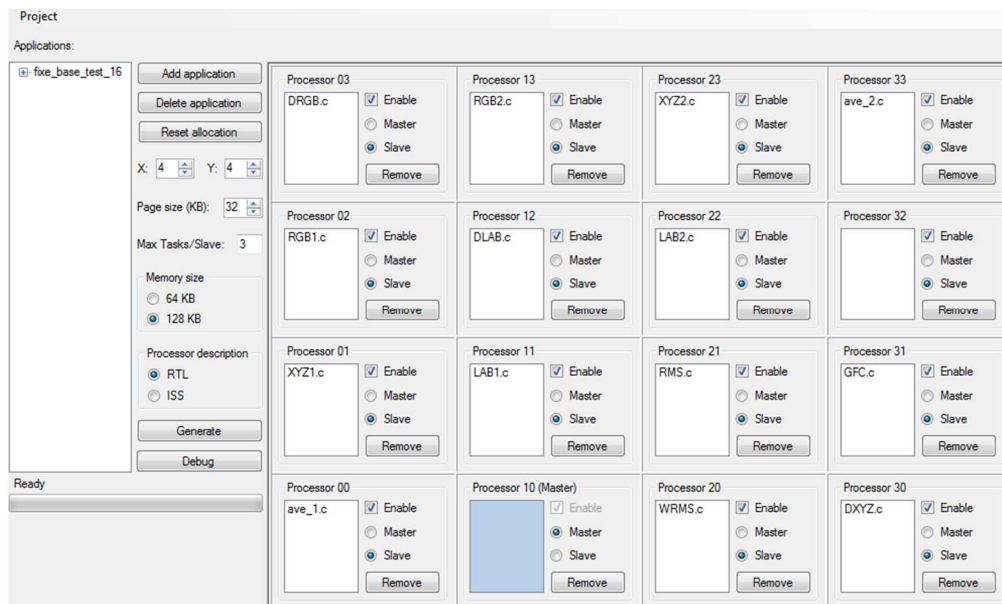 Project
Applications:
fixe_base_test_16
Add application
Delete application
Reset allocation
X: 4 Y: 4
Page size (KB): 32
Max Tasks/Slave: 3
Memory size
64 KB
128 KB
Processor description
RTL
ISS
Generate
Debug
Ready
Processor 03
DRGB.c
Enable
Master
Slave
Remove
Processor 13
RGB2.c
Enable
Master
Slave
Remove
Processor 23
XYZ2.c
Enable
Master
Slave
Remove
Processor 33
ave_2.c
Enable
Master
Slave
Remove
Processor 02
RGB1.c
Enable
Master
Slave
Remove
Processor 12
DLAB.c
Enable
Master
Slave
Remove
Processor 22
LAB2.c
Enable
Master
Slave
Remove
Processor 32
Enable
Master
Slave
Remove
Processor 01
XYZ1.c
Enable
Master
Slave
Remove
Processor 11
LAB1.c
Enable
Master
Slave
Remove
Processor 21
RMS.c
Enable
Master
Slave
Remove
Processor 31
GFC.c
Enable
Master
Slave
Remove
Processor 00
ave_1.c
Enable
Master
Slave
Remove
Processor 10 (Master)
Enable
Master
Slave
Remove
Processor 20
WRMS.c
Enable
Master
Slave
Remove
Processor 30
DXYZ.c
Enable
Master
Slave
Remove